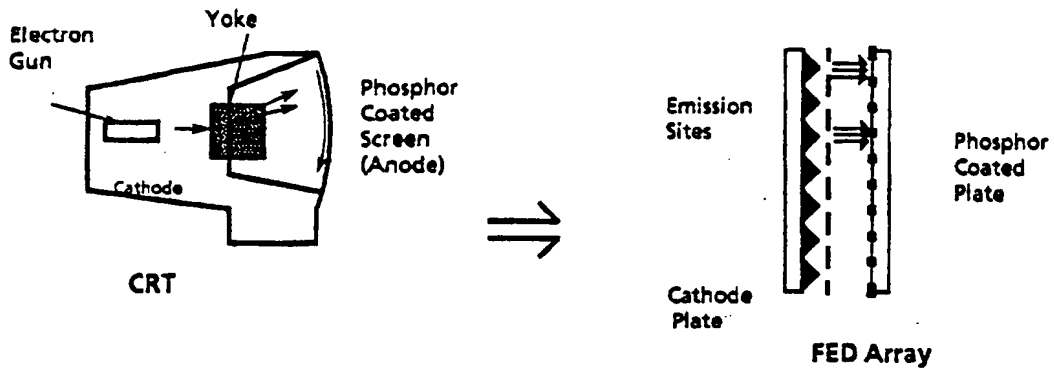 Yoke
Electron
Gun
Phosphor
Coated
Screen
(Anode)
Cathode
CRT
Emission
Sites
Phosphor
Coated
Plate
Cathode
Plate
FED Array